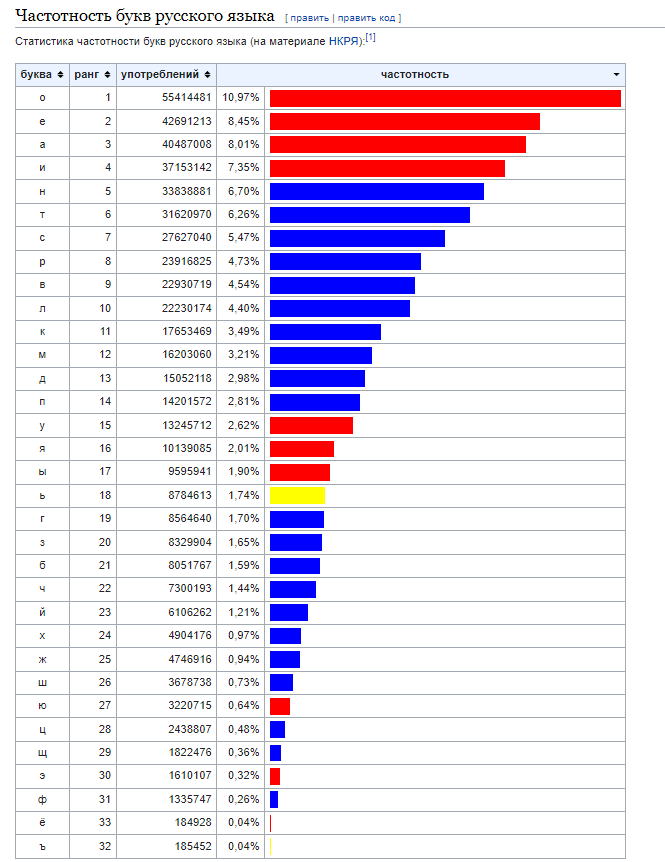 Частотность букв русского языка [ править | править код ]
Статистика частотности букв русского языка (на материале НКРЯ):[1]
буква ранг употреблений частотность
о 1 55414481 10,97%
е 2 42691213 8,45%
а 3 40487008 8,01%
и 4 37153142 7,35%
н 5 33838881 6,70%
т 6 31620970 6,26%
с 7 27627040 5,47%
р 8 23916825 4,73%
в 9 22930719 4,54%
л 10 22230174 4,40%
к 11 17653469 3,49%
м 12 16203060 3,21%
д 13 15052118 2,98%
п 14 14201572 2,81%
у 15 13245712 2,62%
я 16 10139085 2,01%
ы 17 9595941 1,90%
ь 18 8784613 1,74%
г 19 8564640 1,70%
з 20 8329904 1,65%
б 21 8051767 1,59%
ч 22 7300193 1,44%
й 23 6106262 1,21%
х 24 4904176 0,97%
ж 25 4746916 0,94%
ш 26 3678738 0,73%
ю 27 3220715 0,64%
ц 28 2438807 0,48%
щ 29 1822476 0,36%
э 30 1610107 0,32%
ф 31 1335747 0,26%
ё 33 184928 0,04%
ъ 32 185452 0,04%